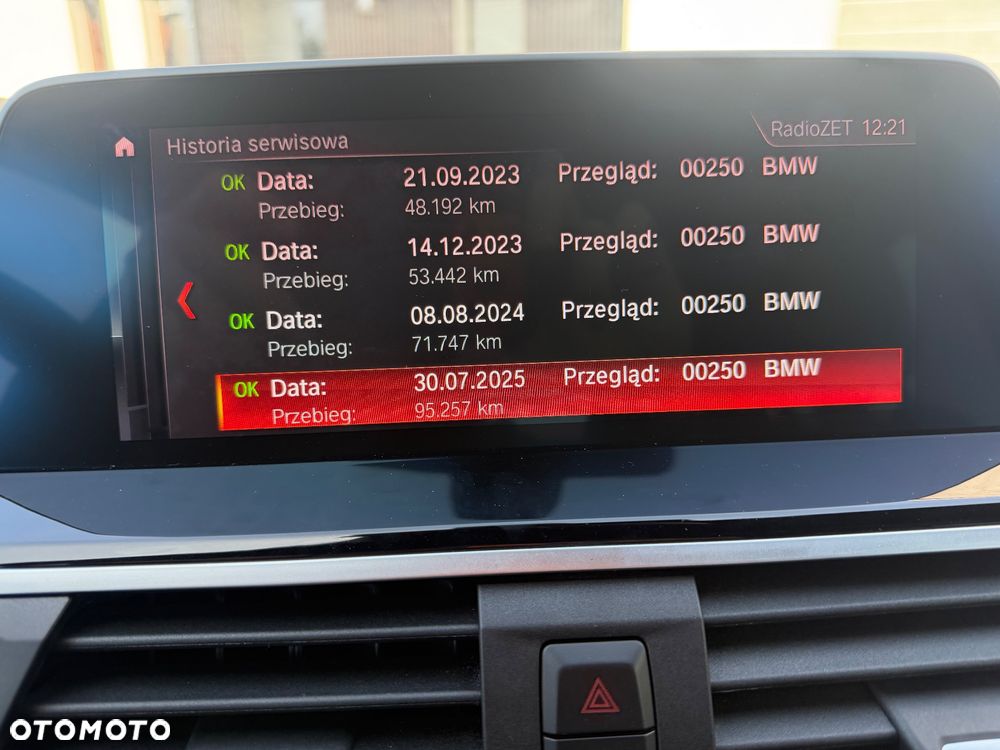 RadioZET 12:21
Historia serwisowa
OK Data: 21.09.2023 Przegląd: 00250 BMW
Przebieg: 48.192 km
OK Data: 14.12.2023 Przegląd: 00250 BMW
Przebieg: 53.442 km
OK Data: 08.08.2024 Przegląd: 00250 BMW
Przebieg: 71.747 km
OK Data: 30.07.2025 Przegląd: 00250 BMW
Przebieg: 95.257 km
OTOMOTO